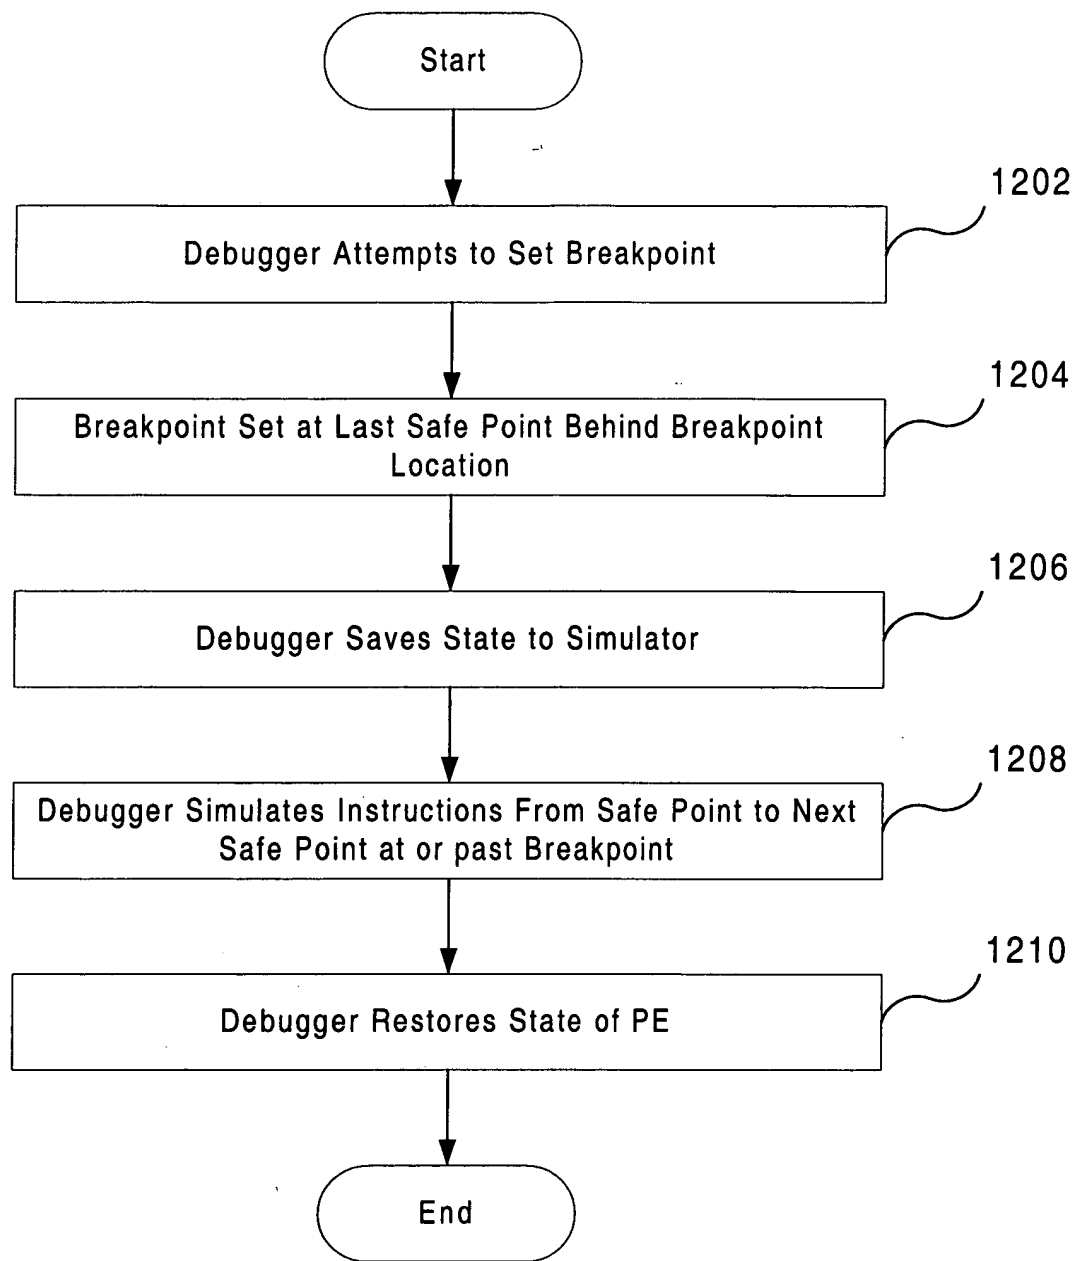 Start
1202
Debugger Attempts to Set Breakpoint
1204
Breakpoint Set at Last Safe Point Behind Breakpoint
Location
1206
Debugger Saves State to Simulator
1208
Debugger Simulates Instructions From Safe Point to Next
Safe Point at or past Breakpoint
1210
Debugger Restores State of PE
End